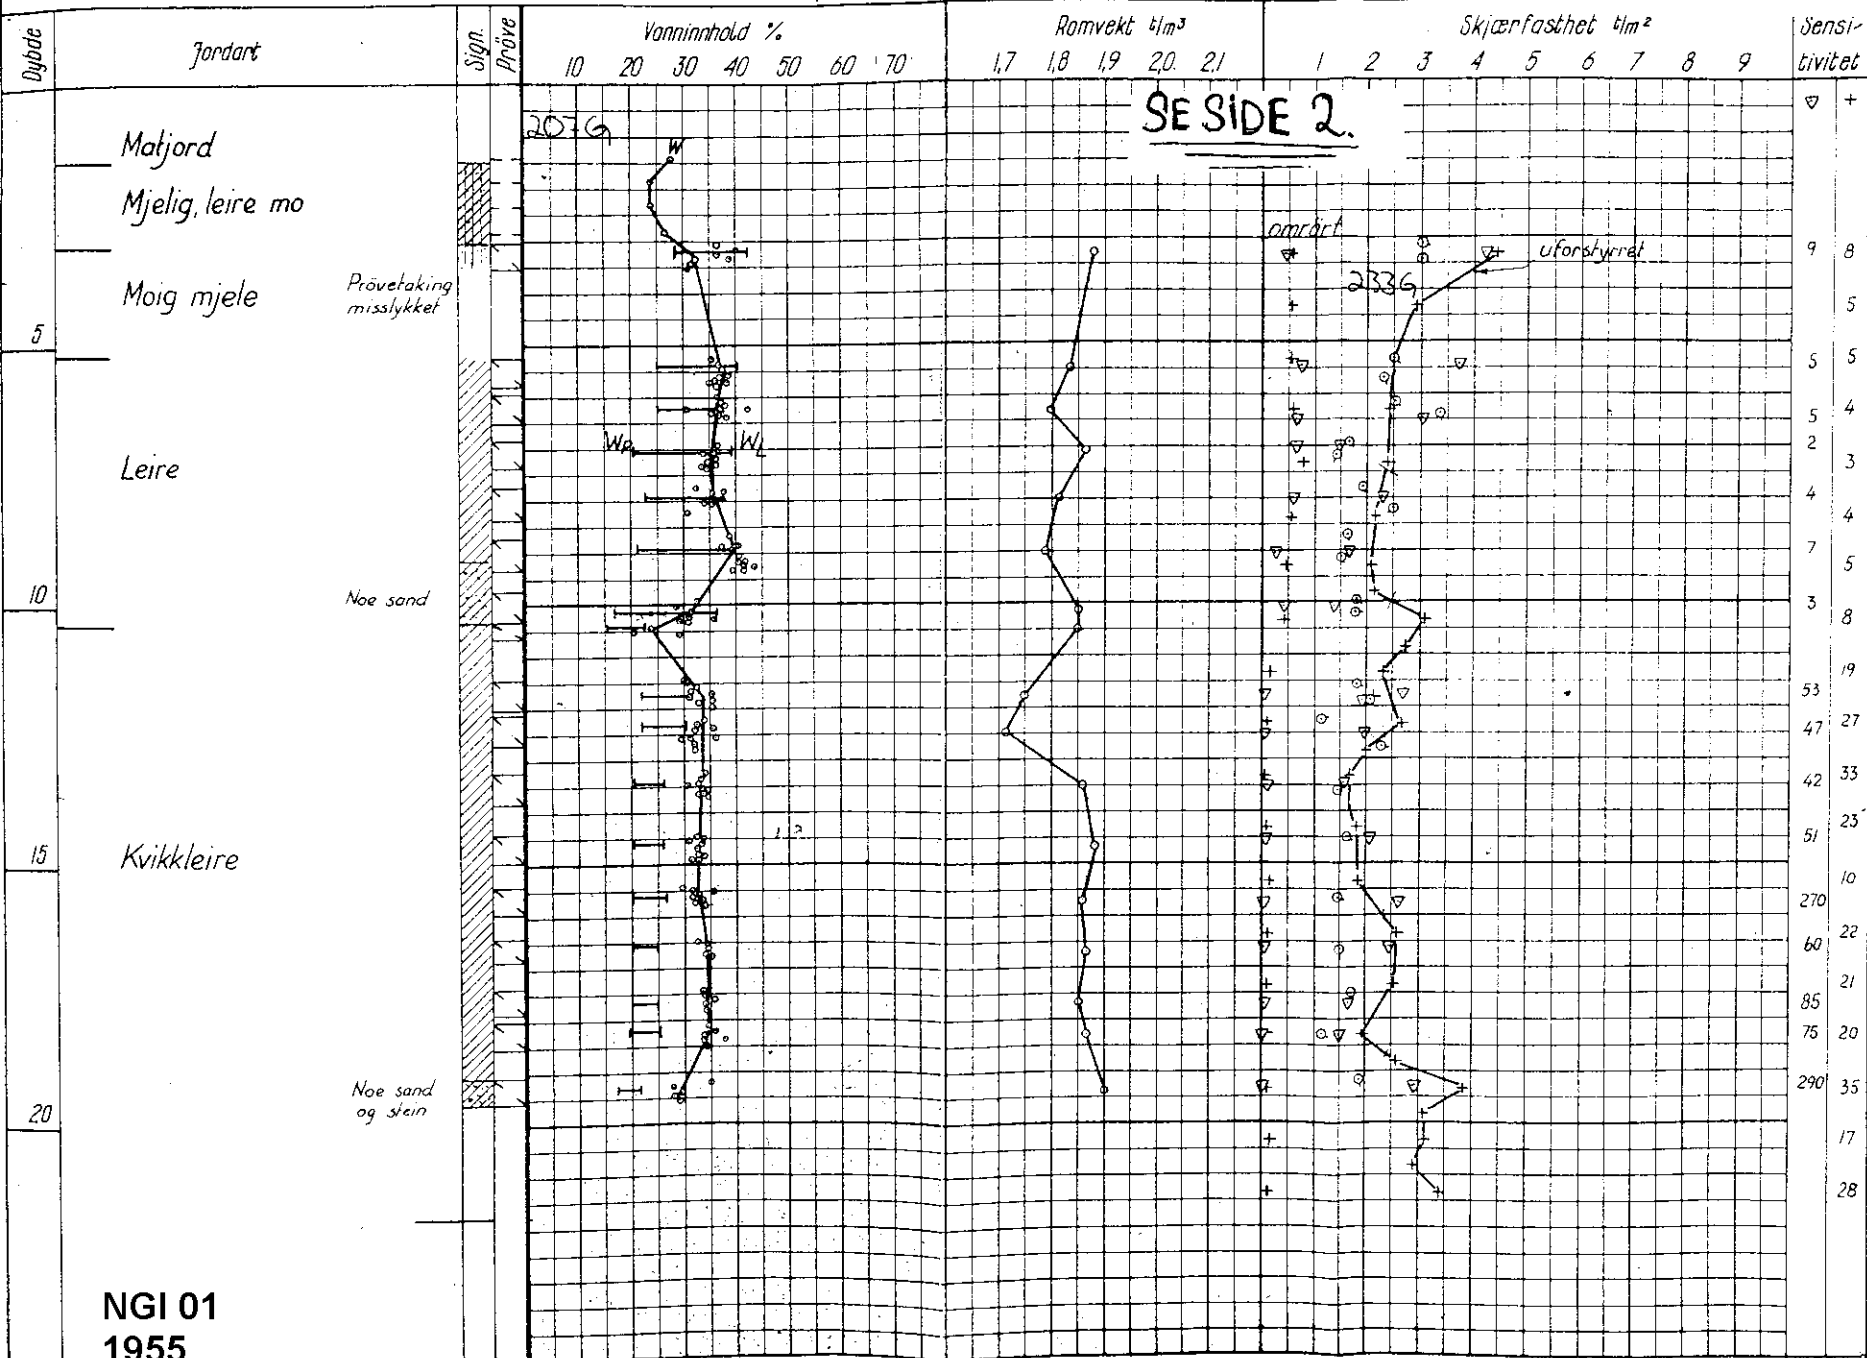 Dybde
Jordart
Sign.
Pröve
Vanninnhold %
10 20 30 40 50 60 70
Romvekt t/m³
1,7 1,8 1,9 2,0 2,1
Skjærfasthet t/m²
1 2 3 4 5 6 7 8 9
Sensi-
tivitet
▽ +
SE SIDE 2.
207G
W
Matjord
Mjelig, leire mo
omrört
uforstyrret
9 8
233G
Moig mjele
Prövetaking
misslykket
5
5
5 5
5 4
Wp WL
2
Leire
3
4
4
7
5
10
Noe sand
3
8
19
53
27
47
33
42
23
51
15
Kvikkleire
10
270
22
60
21
85
75 20
Noe sand
og stein
290 35
20
17
28
NGI 01
1955